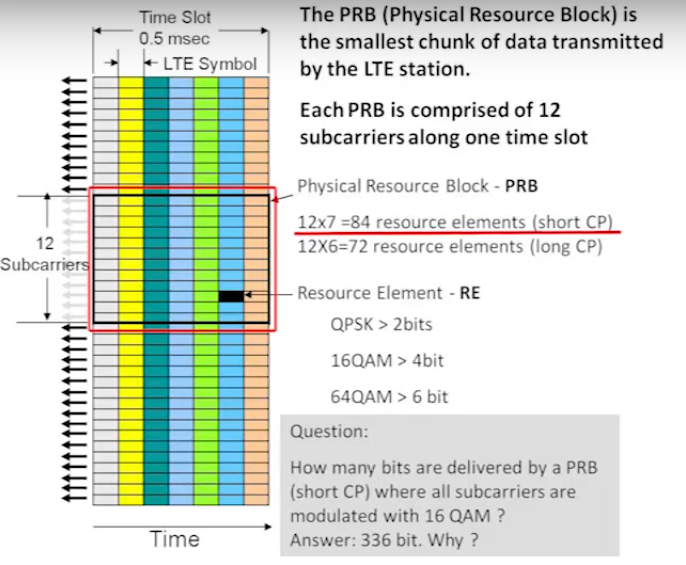 Time Slot
0.5 msec
LTE Symbol
12
Subcarriers
Time
The PRB (Physical Resource Block) is
the smallest chunk of data transmitted
by the LTE station.
Each PRB is comprised of 12
subcarriers along one time slot
Physical Resource Block - PRB
12x7 =84 resource elements (short CP)
12X6=72 resource elements (long CP)
Resource Element - RE
QPSK > 2bits
16QAM > 4bit
64QAM > 6 bit
Question:
How many bits are delivered by a PRB
(short CP) where all subcarriers are
modulated with 16 QAM ?
Answer: 336 bit. Why ?